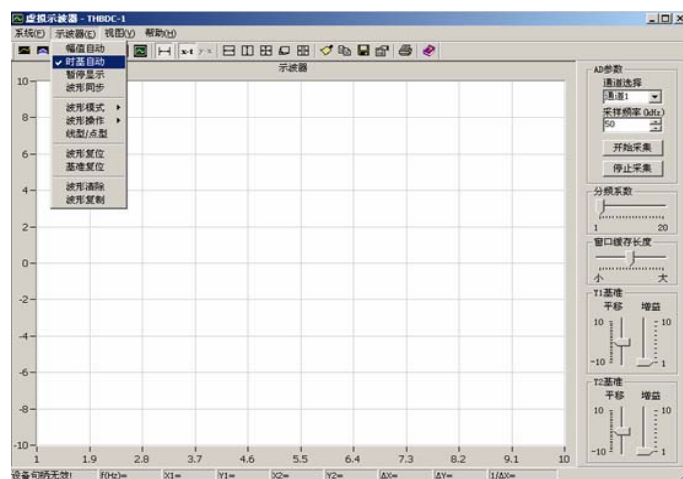 虚拟示波器 - THBDC-1
系统(F) 示波器(E) 视图(V) 帮助(H)
幅值自动
时基自动
暂停显示
波形同步
波形模式
波形操作
线型/点型
波形复位
基准复位
波形清除
波形复制
x-t y-x
示波器
10
8
6
4
2
0
-2
-4
-6
-8
-10
1 1.9 2.8 3.7 4.6 5.5 6.4 7.3 8.2 9.1 10
AD参数
通道选择
通道1
采样频率(kHz)
50
开始采集
停止采集
分频系数
1 20
窗口缓存长度
小 大
T1基准
平移 增益
10 10
-10 1
T2基准
平移 增益
10 10
-10 1
设备句柄无效! F(Hz)= X1= Y1= X2= Y2= ΔX= ΔY= 1/ΔX=